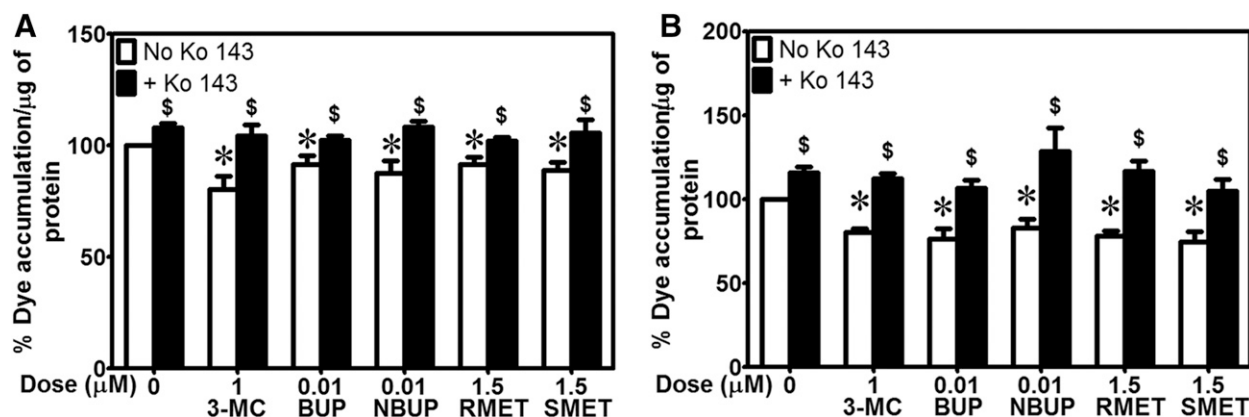 A
% Dye accumulation/μg of
protein
150
100
50
0
No Ko 143
+ Ko 143
$ $ $ $ $ $
* * * * *
Dose (μM) 0 1 0.01 0.01 1.5 1.5
3-MC BUP NBUP RMET SMET
B
% Dye accumulation/μg of
protein
200
150
100
50
0
No Ko 143
+ Ko 143
$ $ $ $ $ $
* * * * *
Dose (μM) 0 1 0.01 0.01 1.5 1.5
3-MC BUP NBUP RMET SMET